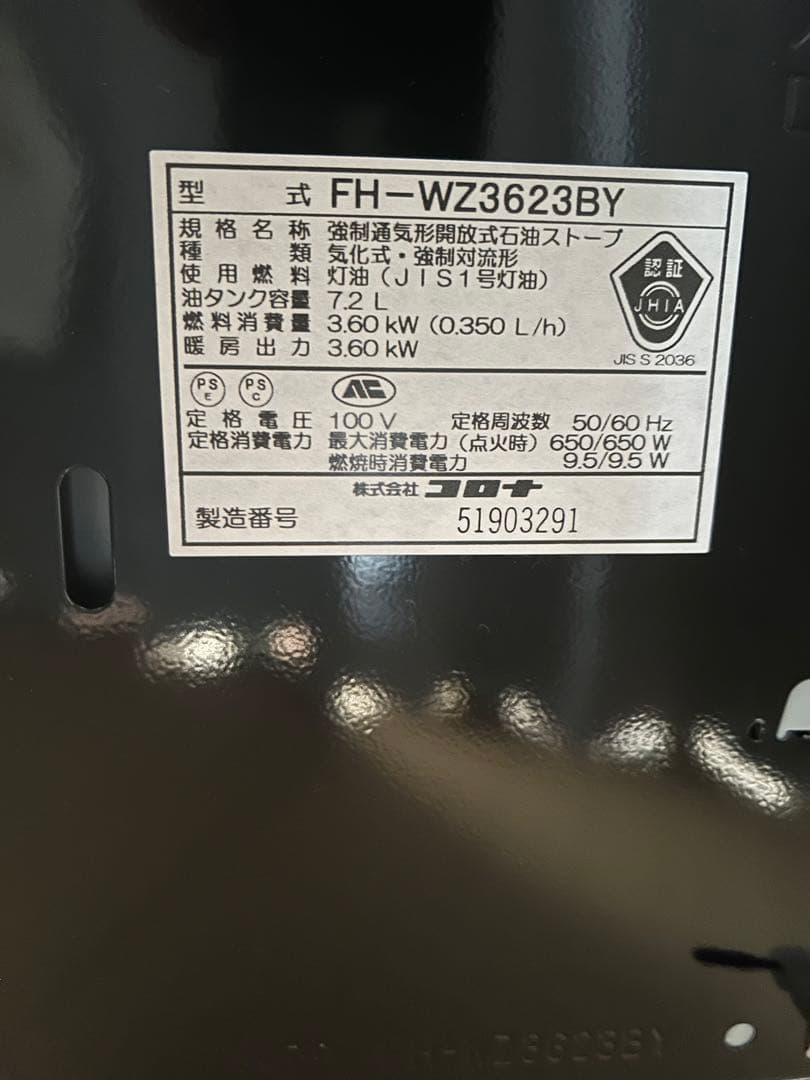 型 式 FH-WZ3623BY
規格名称 強制通気形開放式石油ストーブ
種類 気化式・強制対流形
使用燃料 灯油(JIS1号灯油)
油タンク容量 7.2 L
燃料消費量 3.60 kW (0.350 L/h)
暖房出力 3.60 kW
認証
JHIA
JIS S 2036
PS E
PS C
定格電圧 100 V 定格周波数 50/60 Hz
定格消費電力 最大消費電力 (点火時) 650/650 W
燃焼時消費電力 9.5/9.5 W
株式会社 コロナ
製造番号 51903291
H-WZ3623BY